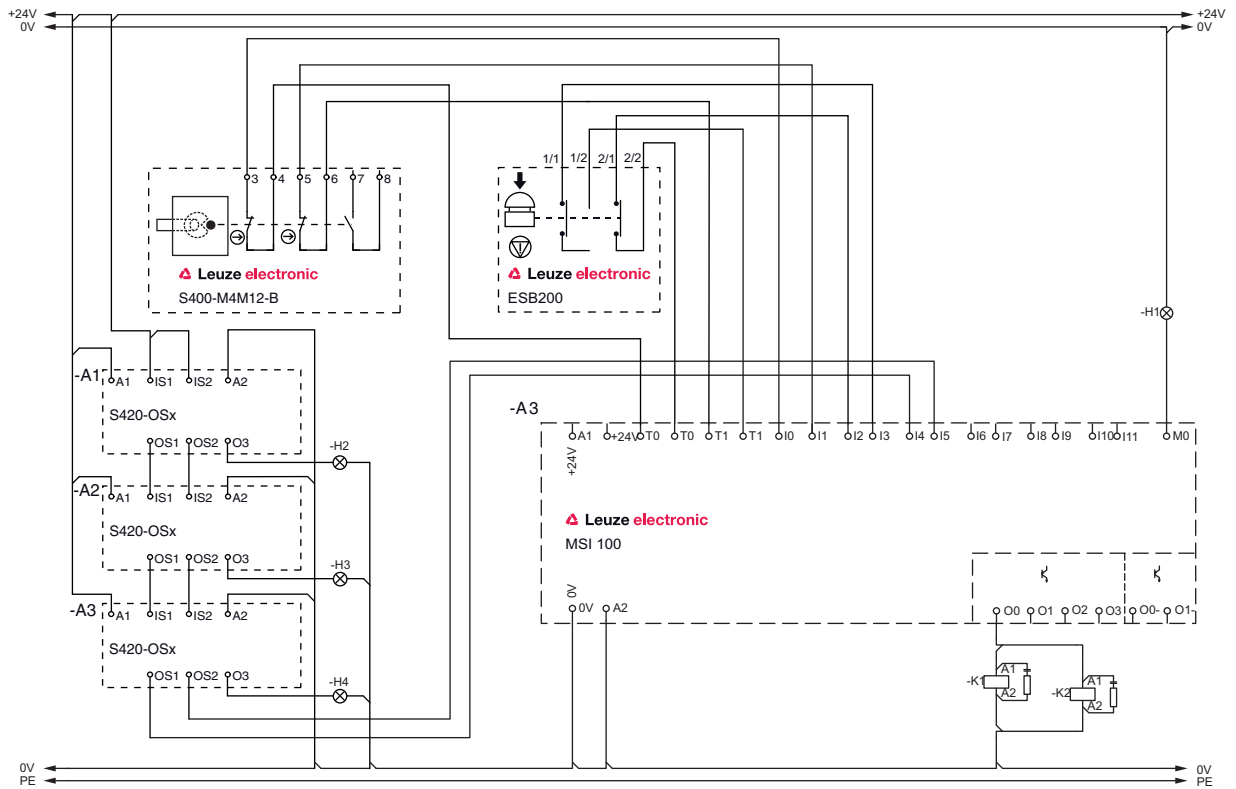 +24V +24V
0V 0V
1/1 1/2 2/1 2/2
3 4 5 6 7 8
Leuze electronic
S400-M4M12-B
Leuze electronic
ESB200
-H1
-A1 A1 IS1 IS2 A2
S420-OSx
OS1 OS2 O3
-H2
-A2 A1 IS1 IS2 A2
S420-OSx
OS1 OS2 O3
-H3
-A3 A1 IS1 IS2 A2
S420-OSx
OS1 OS2 O3
-H4
-A3
A1 +24V T0 T0 T1 T1 I0 I1 I2 I3 I4 I5 I6 I7 I8 I9 I10 I11 M0
+24V
Leuze electronic
MSI 100
0V
0V A2
O0 O1 O2 O3 O0- O1-
-K1 A1 A2
-K2 A1 A2
0V 0V
PE PE